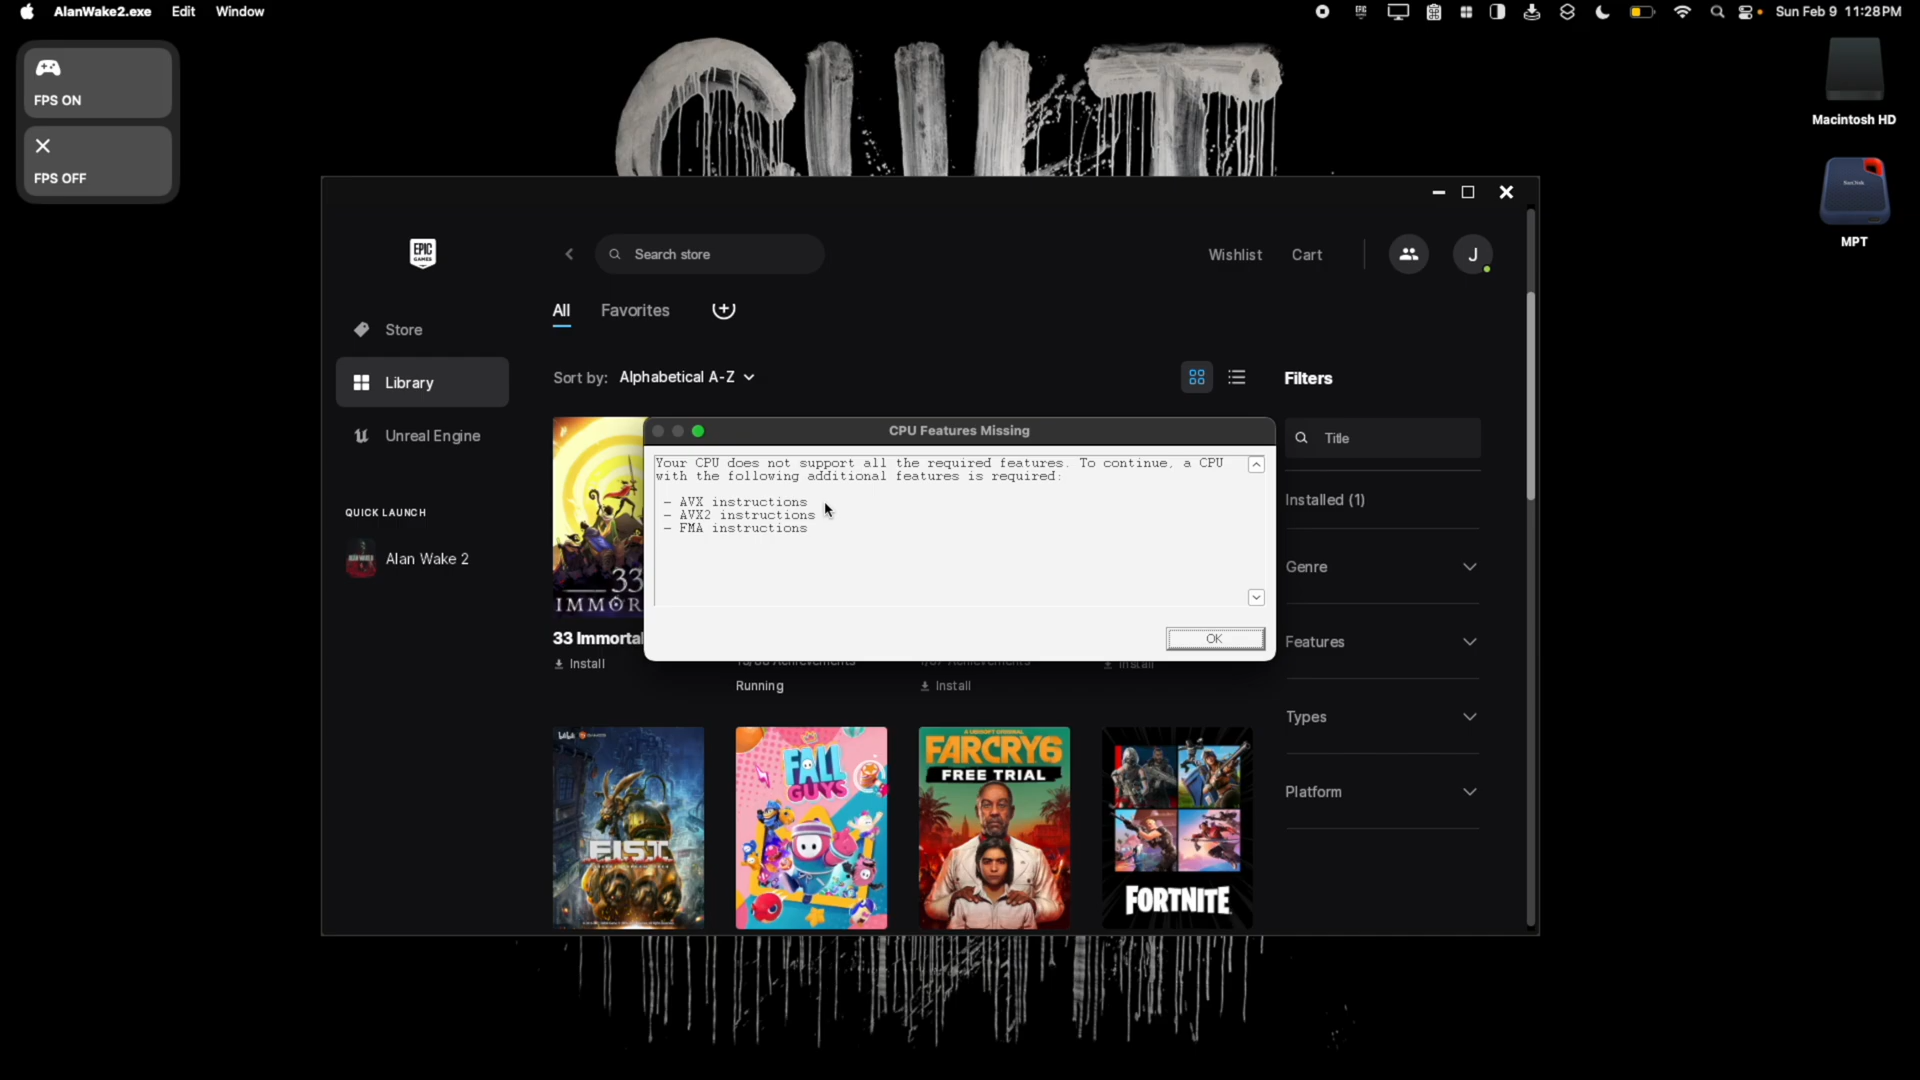 AlanWake2.exe Edit Window
Sun Feb 9 11:28 PM
FPS ON
FPS OFF
Macintosh HD
SanDisk
MPT
EPIC
GAMES
Search store
Wishlist Cart
J
All Favorites
Store
Library
Unreal Engine
Sort by: Alphabetical A-Z
Filters
Title
CPU Features Missing
Your CPU does not support all the required features. To continue, a CPU
with the following additional features is required:
- AVX instructions
- AVX2 instructions
- FMA instructions
OK
QUICK LAUNCH
Alan Wake 2
Installed (1)
Genre
Features
Types
Platform
33
IMMOR
33 Immortal
Install
Running
Install
Install
F.I.S.T.
FALL
GUYS
A UBISOFT ORIGINAL
FARCRY6
FREE TRIAL
FORTNITE